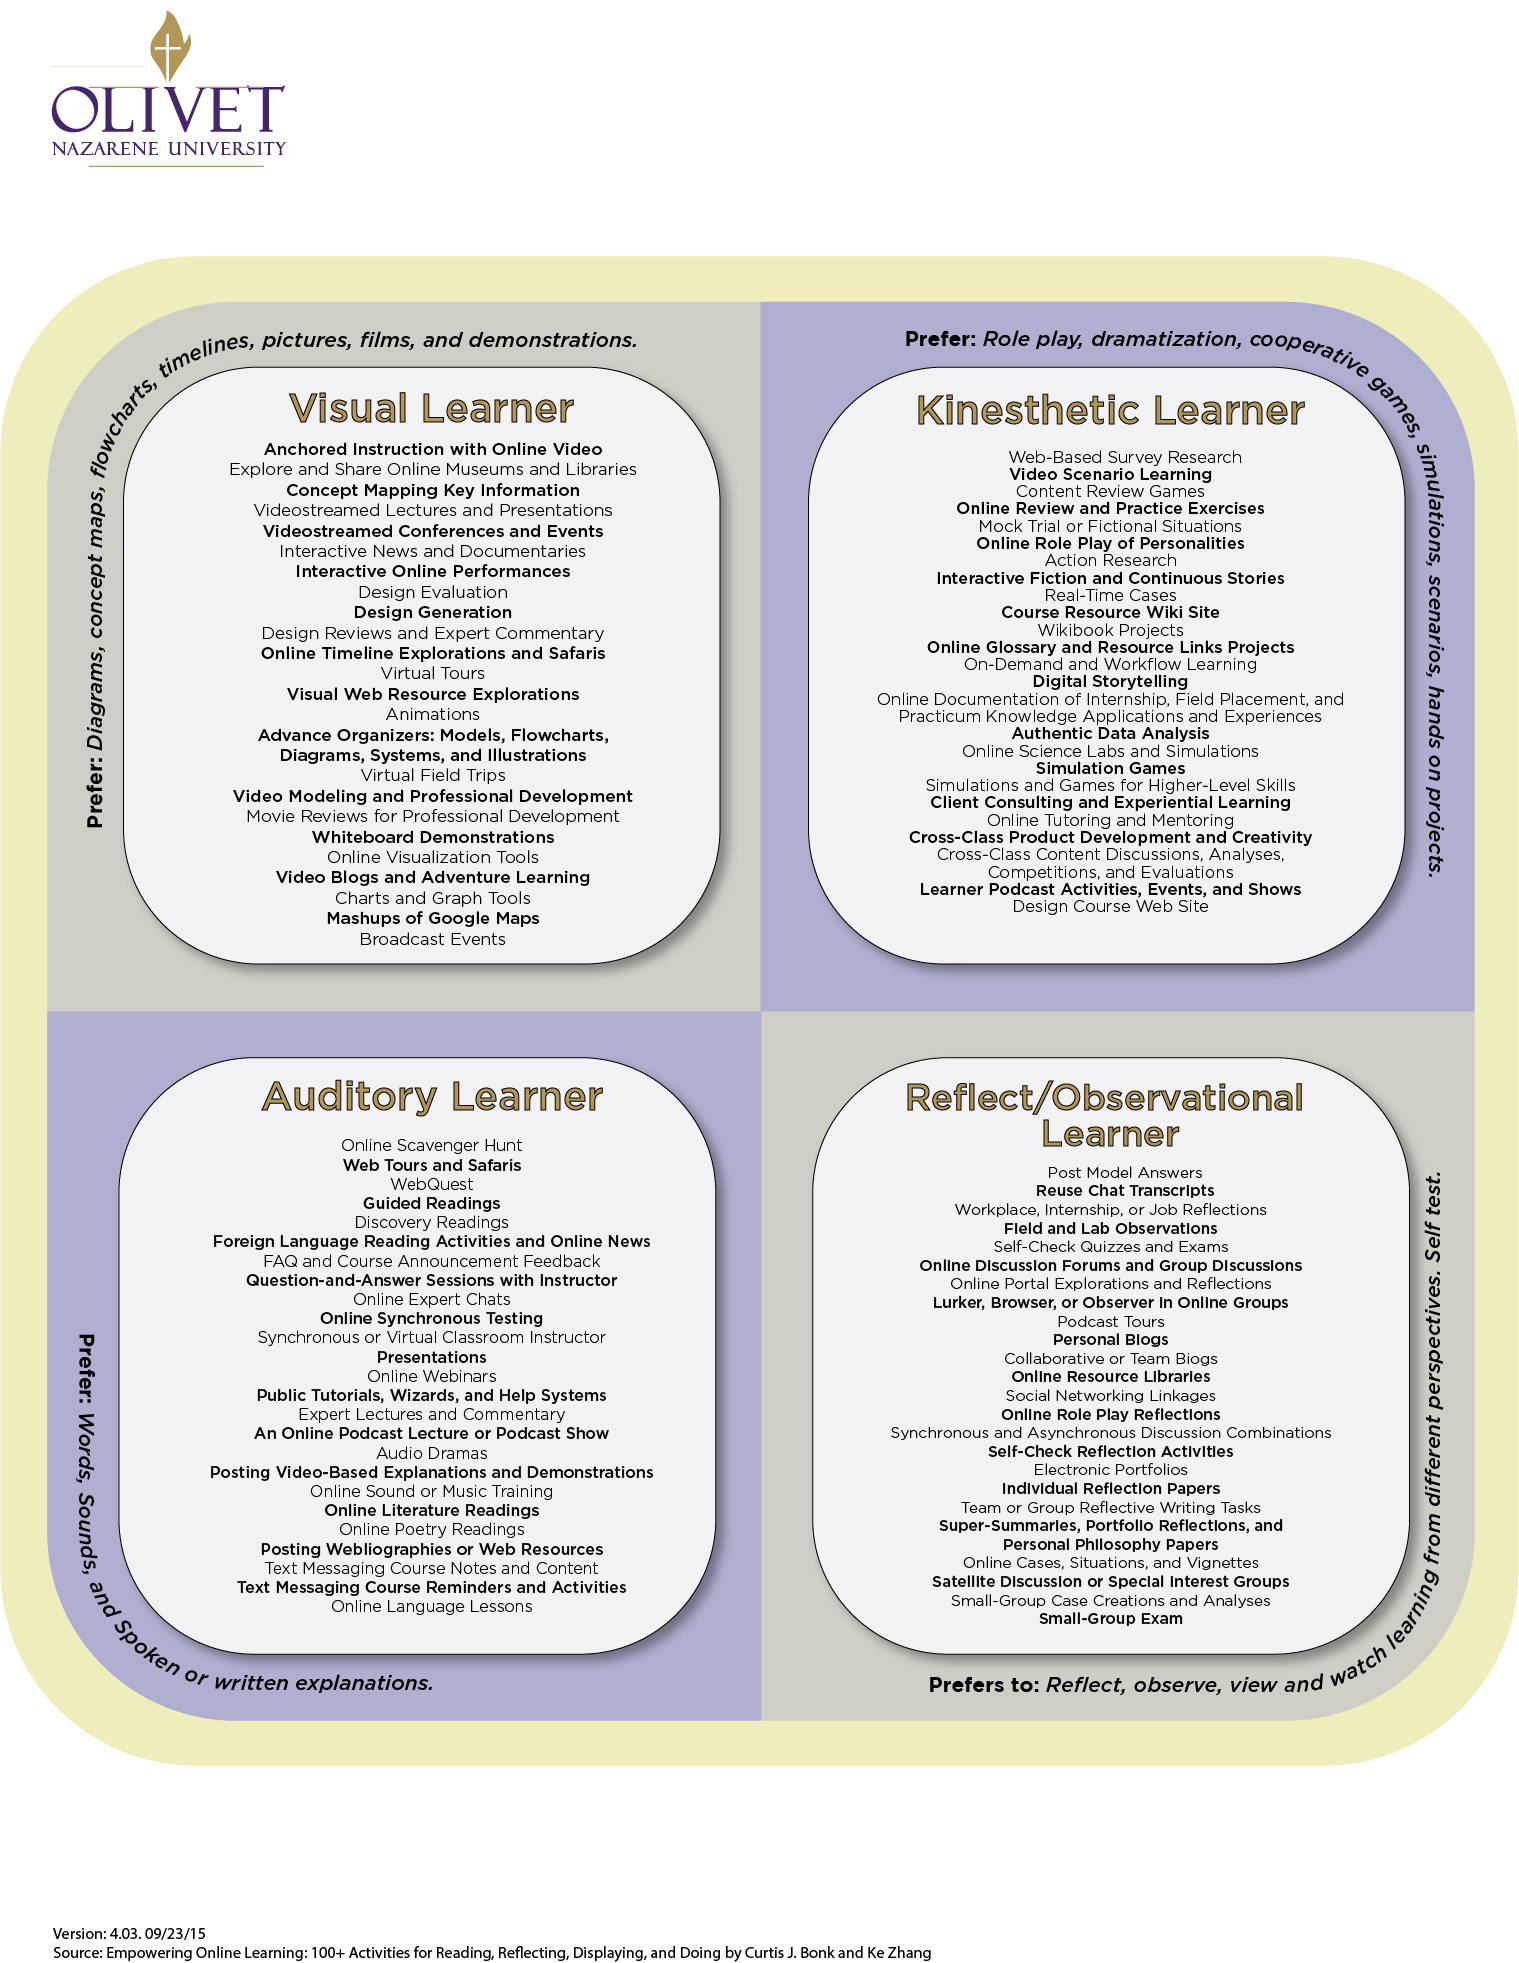 OLIVET
NAZARENE UNIVERSITY
Prefer: Diagrams, concept maps, flowcharts, timelines, pictures, films, and demonstrations.
Visual Learner
Anchored Instruction with Online Video
Explore and Share Online Museums and Libraries
Concept Mapping Key Information
Videostreamed Lectures and Presentations
Videostreamed Conferences and Events
Interactive News and Documentaries
Interactive Online Performances
Design Evaluation
Design Generation
Design Reviews and Expert Commentary
Online Timeline Explorations and Safaris
Virtual Tours
Visual Web Resource Explorations
Animations
Advance Organizers: Models, Flowcharts,
Diagrams, Systems, and Illustrations
Virtual Field Trips
Video Modeling and Professional Development
Movie Reviews for Professional Development
Whiteboard Demonstrations
Online Visualization Tools
Video Blogs and Adventure Learning
Charts and Graph Tools
Mashups of Google Maps
Broadcast Events
Prefer: Role play, dramatization, cooperative games, simulations, scenarios, hands on projects.
Kinesthetic Learner
Web-Based Survey Research
Video Scenario Learning
Content Review Games
Online Review and Practice Exercises
Mock Trial or Fictional Situations
Online Role Play of Personalities
Action Research
Interactive Fiction and Continuous Stories
Real-Time Cases
Course Resource Wiki Site
Wikibook Projects
Online Glossary and Resource Links Projects
On-Demand and Workflow Learning
Digital Storytelling
Online Documentation of Internship, Field Placement, and
Practicum Knowledge Applications and Experiences
Authentic Data Analysis
Online Science Labs and Simulations
Simulation Games
Simulations and Games for Higher-Level Skills
Client Consulting and Experiential Learning
Online Tutoring and Mentoring
Cross-Class Product Development and Creativity
Cross-Class Content Discussions, Analyses,
Competitions, and Evaluations
Learner Podcast Activities, Events, and Shows
Design Course Web Site
Prefer: Words, Sounds, and Spoken or written explanations.
Auditory Learner
Online Scavenger Hunt
Web Tours and Safaris
WebQuest
Guided Readings
Discovery Readings
Foreign Language Reading Activities and Online News
FAQ and Course Announcement Feedback
Question-and-Answer Sessions with Instructor
Online Expert Chats
Online Synchronous Testing
Synchronous or Virtual Classroom Instructor
Presentations
Online Webinars
Public Tutorials, Wizards, and Help Systems
Expert Lectures and Commentary
An Online Podcast Lecture or Podcast Show
Audio Dramas
Posting Video-Based Explanations and Demonstrations
Online Sound or Music Training
Online Literature Readings
Online Poetry Readings
Posting Webliographies or Web Resources
Text Messaging Course Notes and Content
Text Messaging Course Reminders and Activities
Online Language Lessons
Reflect/Observational
Learner
Post Model Answers
Reuse Chat Transcripts
Workplace, Internship, or Job Reflections
Field and Lab Observations
Self-Check Quizzes and Exams
Online Discussion Forums and Group Discussions
Online Portal Explorations and Reflections
Lurker, Browser, or Observer in Online Groups
Podcast Tours
Personal Blogs
Collaborative or Team Biogs
Online Resource Libraries
Social Networking Linkages
Online Role Play Reflections
Synchronous and Asynchronous Discussion Combinations
Self-Check Reflection Activities
Electronic Portfolios
Individual Reflection Papers
Team or Group Reflective Writing Tasks
Super-Summaries, Portfolio Reflections, and
Personal Philosophy Papers
Online Cases, Situations, and Vignettes
Satellite Discussion or Special Interest Groups
Small-Group Case Creations and Analyses
Small-Group Exam
Prefers to: Reflect, observe, view and watch learning from different perspectives. Self test.
Version: 4.03. 09/23/15
Source: Empowering Online Learning: 100+ Activities for Reading, Reflecting, Displaying, and Doing by Curtis J. Bonk and Ke Zhang